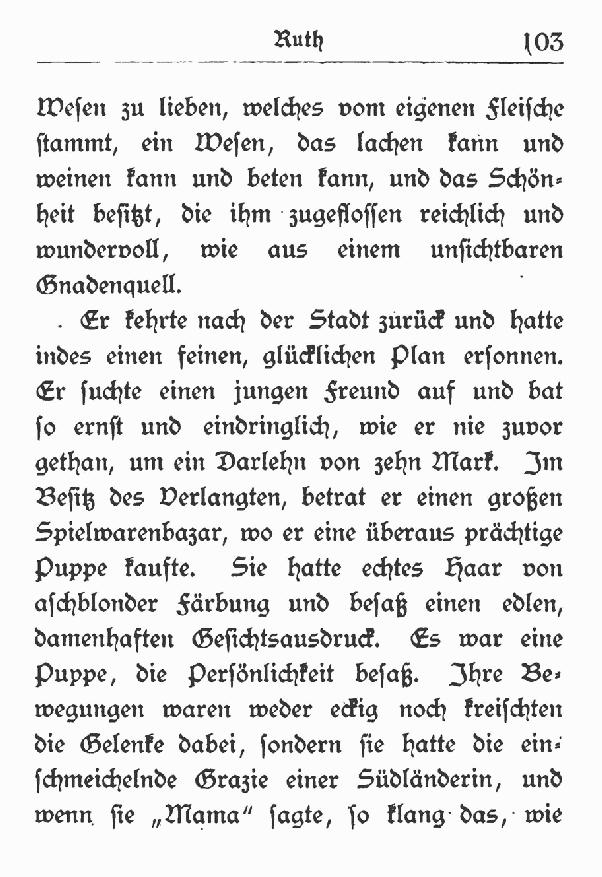 Ruth 103
Weſen zu lieben, welches vom eigenen Fleiſche
ſtammt, ein Weſen, das lachen kann und
weinen kann und beten kann, und das Schön-
heit beſitzt, die ihm zugefloſſen reichlich und
wundervoll, wie aus einem unſichtbaren
Gnadenquell.
Er kehrte nach der Stadt zurück und hatte
indes einen feinen, glücklichen Plan erſonnen.
Er ſuchte einen jungen Freund auf und bat
ſo ernſt und eindringlich, wie er nie zuvor
gethan, um ein Darlehn von zehn Mark. Im
Beſitz des Verlangten, betrat er einen großen
Spielwarenbazar, wo er eine überaus prächtige
Puppe kaufte. Sie hatte echtes Haar von
aſchblonder Färbung und beſaß einen edlen,
damenhaften Geſichtsausdruck. Es war eine
Puppe, die Perſönlichkeit beſaß. Ihre Be-
wegungen waren weder eckig noch kreiſchten
die Gelenke dabei, ſondern ſie hatte die ein-
ſchmeichelnde Grazie einer Südländerin, und
wenn ſie „Mama“ ſagte, ſo klang das, wie